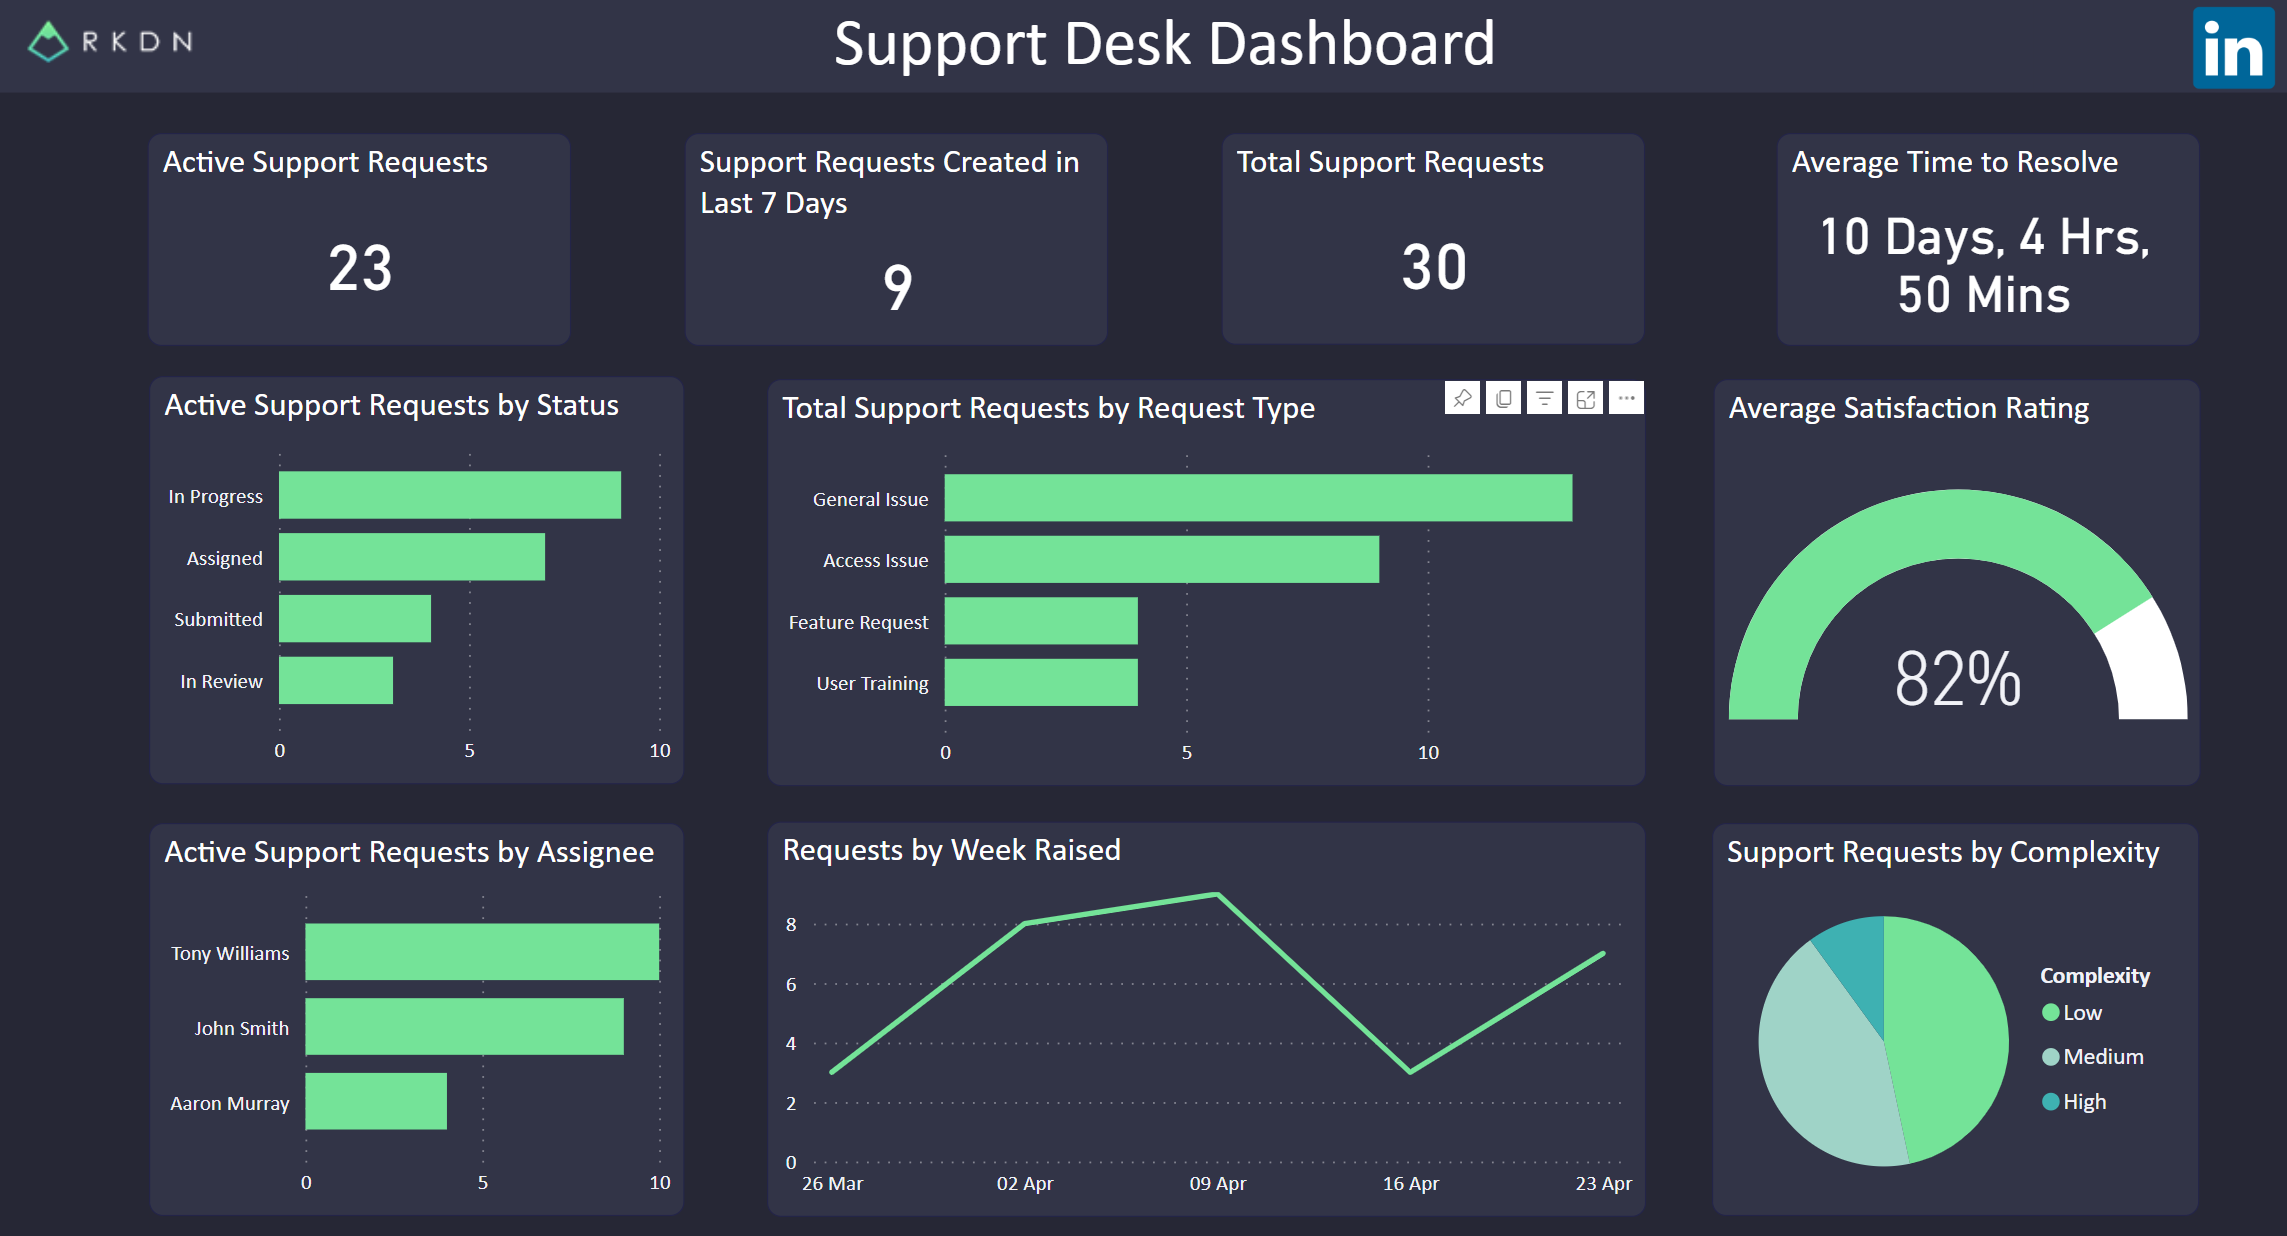 RKDN
Support Desk Dashboard
in
Active Support Requests
23
Support Requests Created in
Last 7 Days
9
Total Support Requests
30
Average Time to Resolve
10 Days, 4 Hrs,
50 Mins
Active Support Requests by Status
In Progress
Assigned
Submitted
In Review
0 5 10
Total Support Requests by Request Type
General Issue
Access Issue
Feature Request
User Training
0 5 10
Average Satisfaction Rating
82%
Active Support Requests by Assignee
Tony Williams
John Smith
Aaron Murray
0 5 10
Requests by Week Raised
8
6
4
2
0
26 Mar 02 Apr 09 Apr 16 Apr 23 Apr
Support Requests by Complexity
Complexity
Low
Medium
High